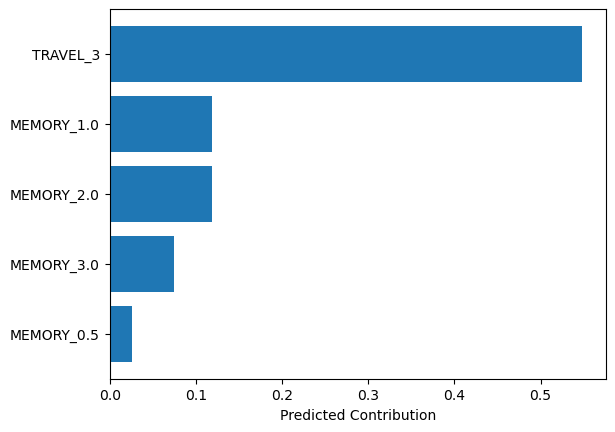 TRAVEL_3
MEMORY_1.0
MEMORY_2.0
MEMORY_3.0
MEMORY_0.5
0.0 0.1 0.2 0.3 0.4 0.5
Predicted Contribution